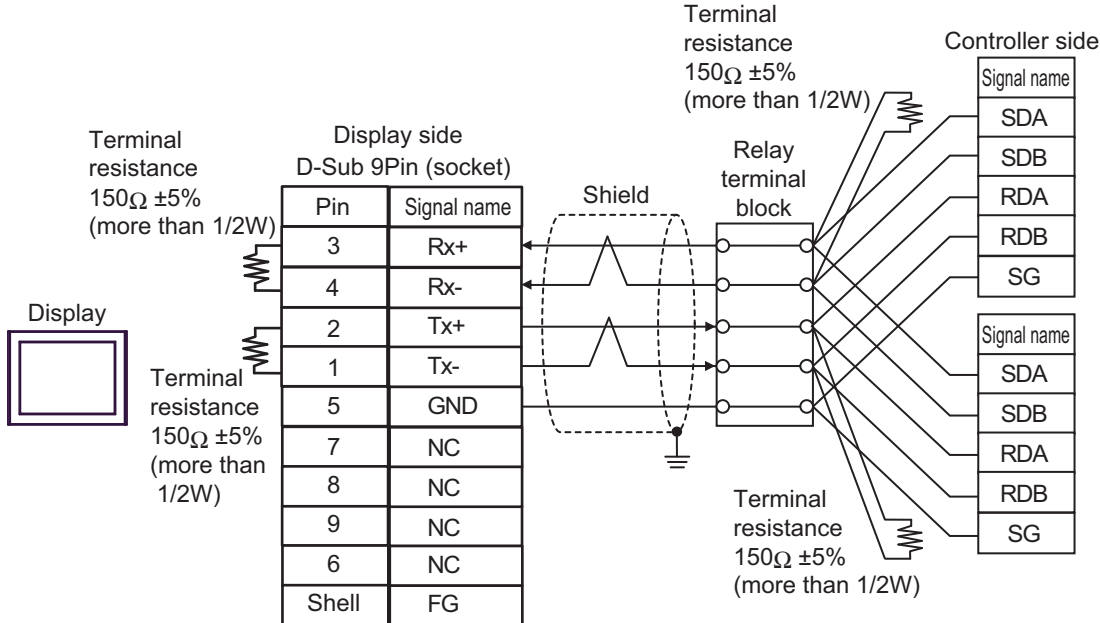 Terminal
resistance
150Ω ±5%
(more than 1/2W)
Controller side
Signal name
SDA
SDB
RDA
RDB
SG
Terminal
resistance
150Ω ±5%
(more than 1/2W)
Display side
D-Sub 9Pin (socket)
Pin Signal name
3 Rx+
4 Rx-
2 Tx+
1 Tx-
5 GND
7 NC
8 NC
9 NC
6 NC
Shell FG
Shield
Relay
terminal
block
Display
Terminal
resistance
150Ω ±5%
(more than
1/2W)
Signal name
SDA
SDB
RDA
RDB
SG
Terminal
resistance
150Ω ±5%
(more than 1/2W)